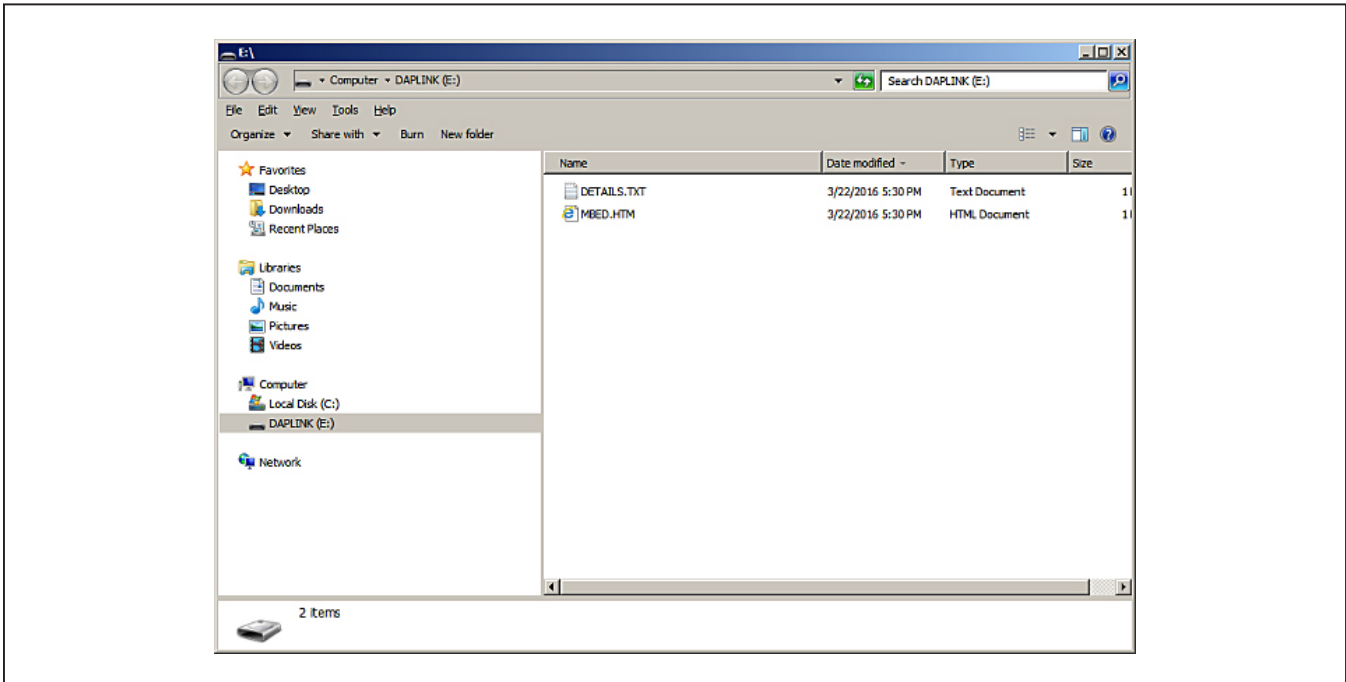 E:\
Computer DAPLINK (E:) Search DAPLINK (E:)
File Edit View Tools Help
Organize Share with Burn New folder
Name Date modified Type Size
Favorites
Desktop
Downloads
Recent Places
Libraries
Documents
Music
Pictures
Videos
Computer
Local Disk (C:)
DAPLINK (E:)
Network
DETAILS.TXT 3/22/2016 5:30 PM Text Document 1
MBED.HTM 3/22/2016 5:30 PM HTML Document 1
2 items